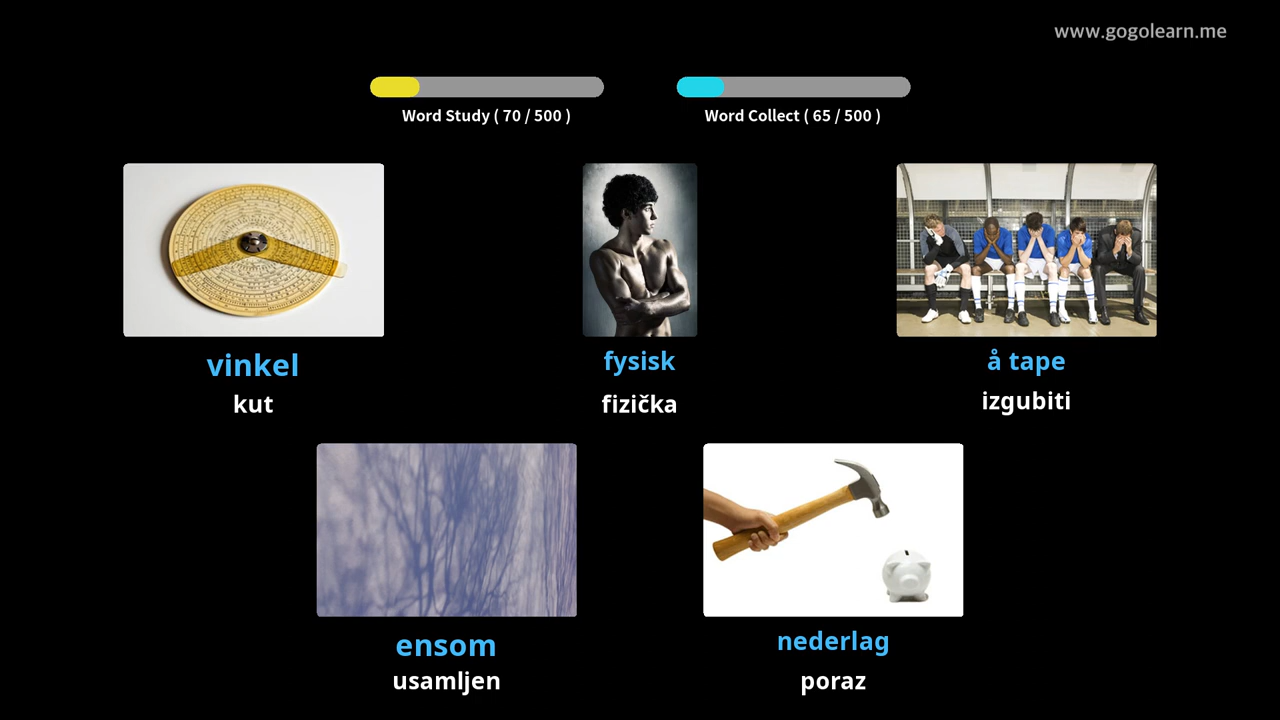 www.gogolearn.me
Word Study ( 70 / 500 )
Word Collect ( 65 / 500 )
vinkel
kut
fysisk
fizička
å tape
izgubiti
ensom
usamljen
nederlag
poraz